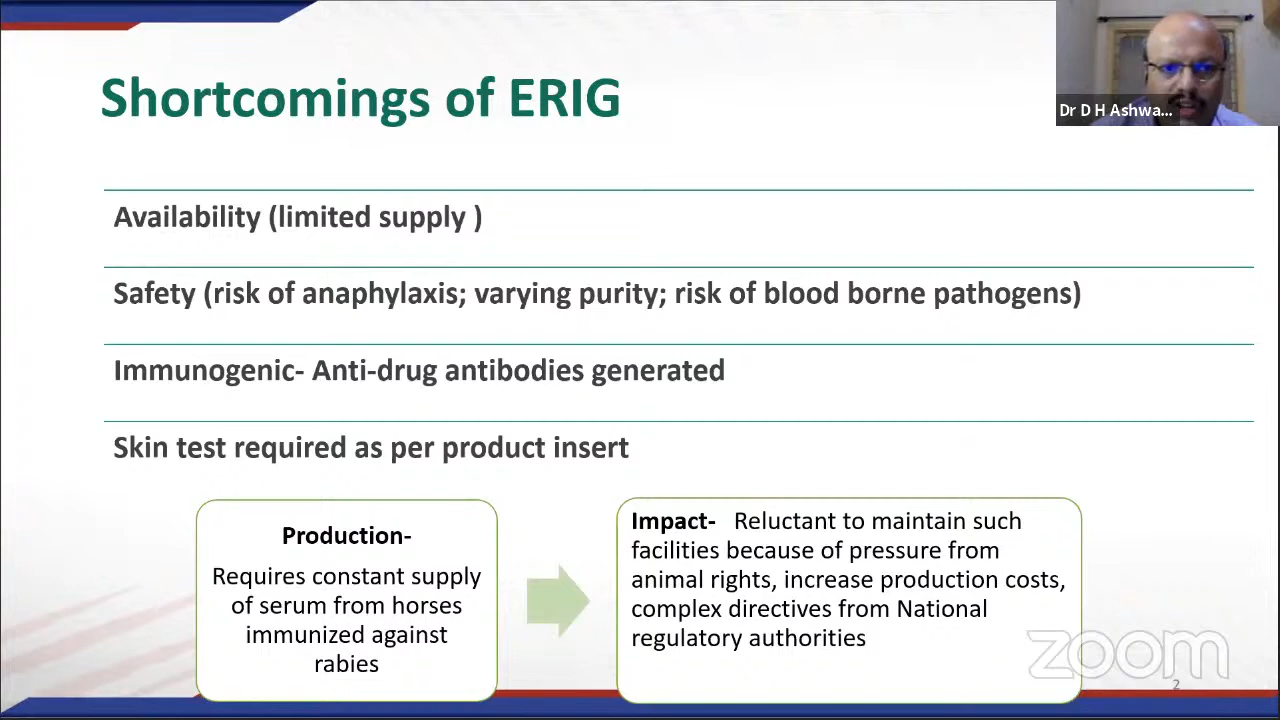 Shortcomings of ERIG
Dr D H Ashwa...
Availability (limited supply )
Safety (risk of anaphylaxis; varying purity; risk of blood borne pathogens)
Immunogenic- Anti-drug antibodies generated
Skin test required as per product insert
Production-
Requires constant supply
of serum from horses
immunized against
rabies
Impact- Reluctant to maintain such
facilities because of pressure from
animal rights, increase production costs,
complex directives from National
regulatory authorities
zoom
2